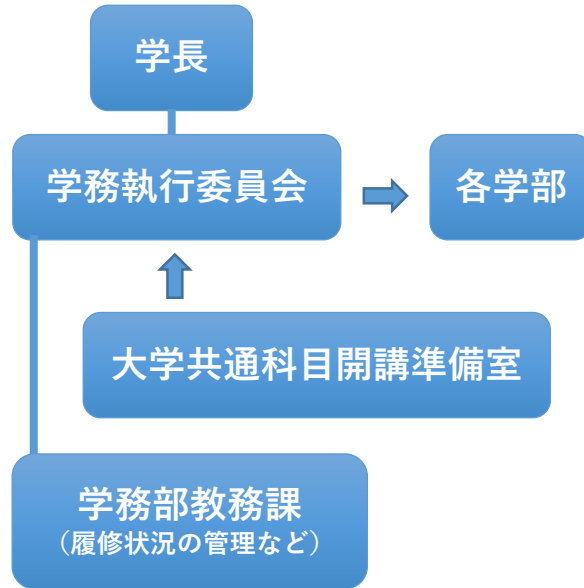 学長
学務執行委員会
各学部
大学共通科目開講準備室
学務部教務課
（履修状況の管理など）